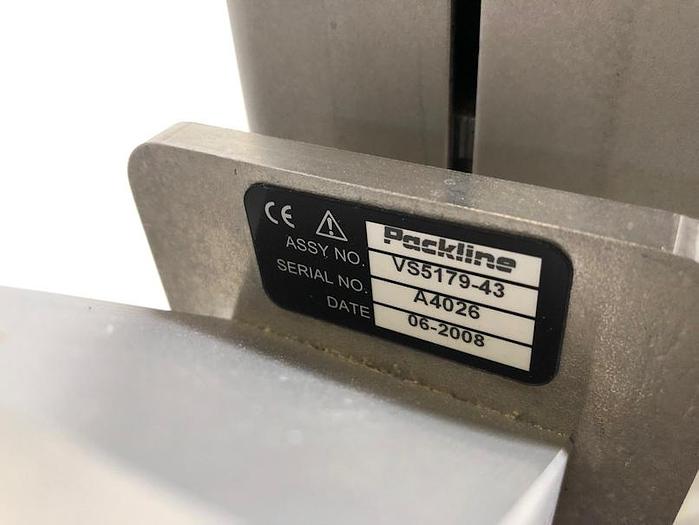 CE
Packline
ASSY NO. VS5179-43
SERIAL NO. A4026
DATE 06-2008